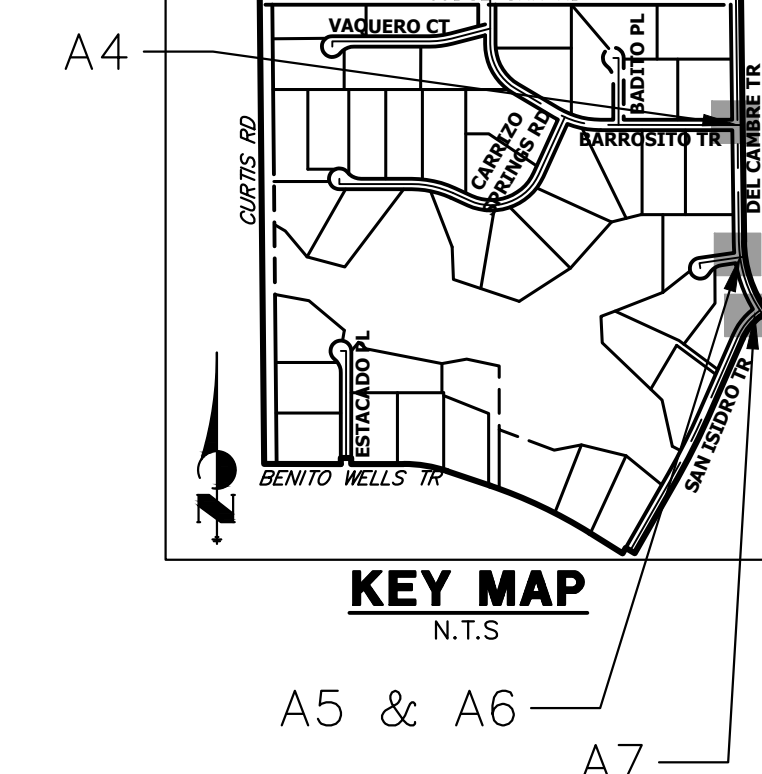 VAQUERO CT
A4
BADITO PL
DEL CAMBRE TR
CURTIS RD
CARRIZO
SPRINGS RD
BARROSITO TR
ESTACADO PL
SAN ISIDRO TR
BENITO WELLS TR
N
KEY MAP
N.T.S
A5 & A6
A7